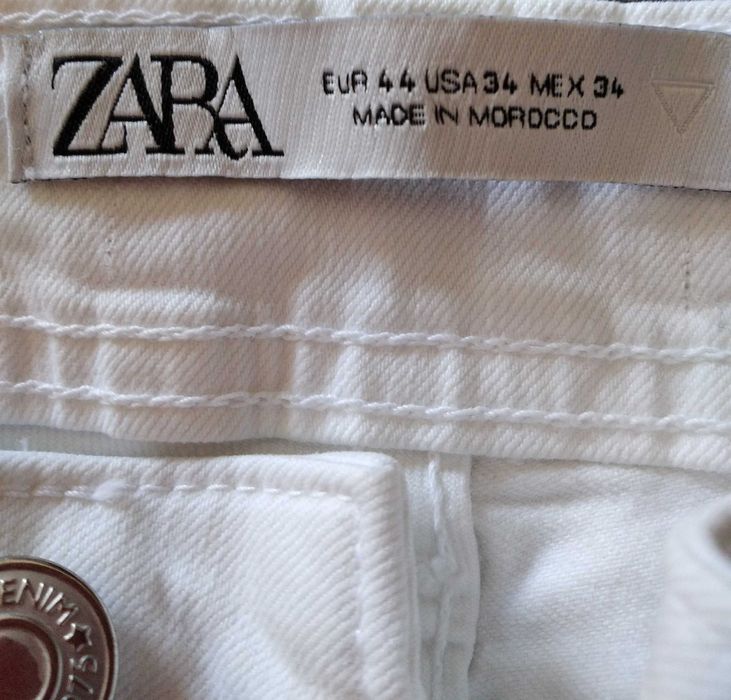 ZARA
EUR 44 USA 34 MEX 34
MADE IN MOROCCO